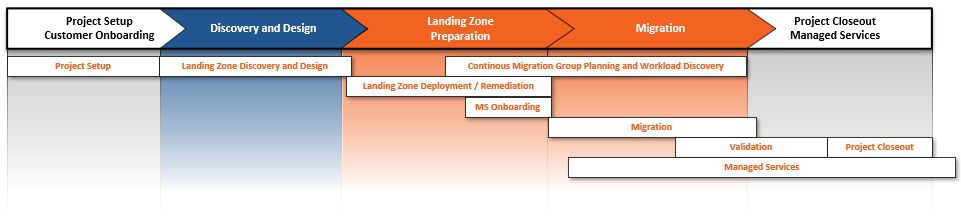 Project Setup
Customer Onboarding
Discovery and Design
Landing Zone
Preparation
Migration
Project Closeout
Managed Services
Project Setup
Landing Zone Discovery and Design
Continous Migration Group Planning and Workload Discovery
Landing Zone Deployment / Remediation
MS Onboarding
Migration
Validation
Project Closeout
Managed Services